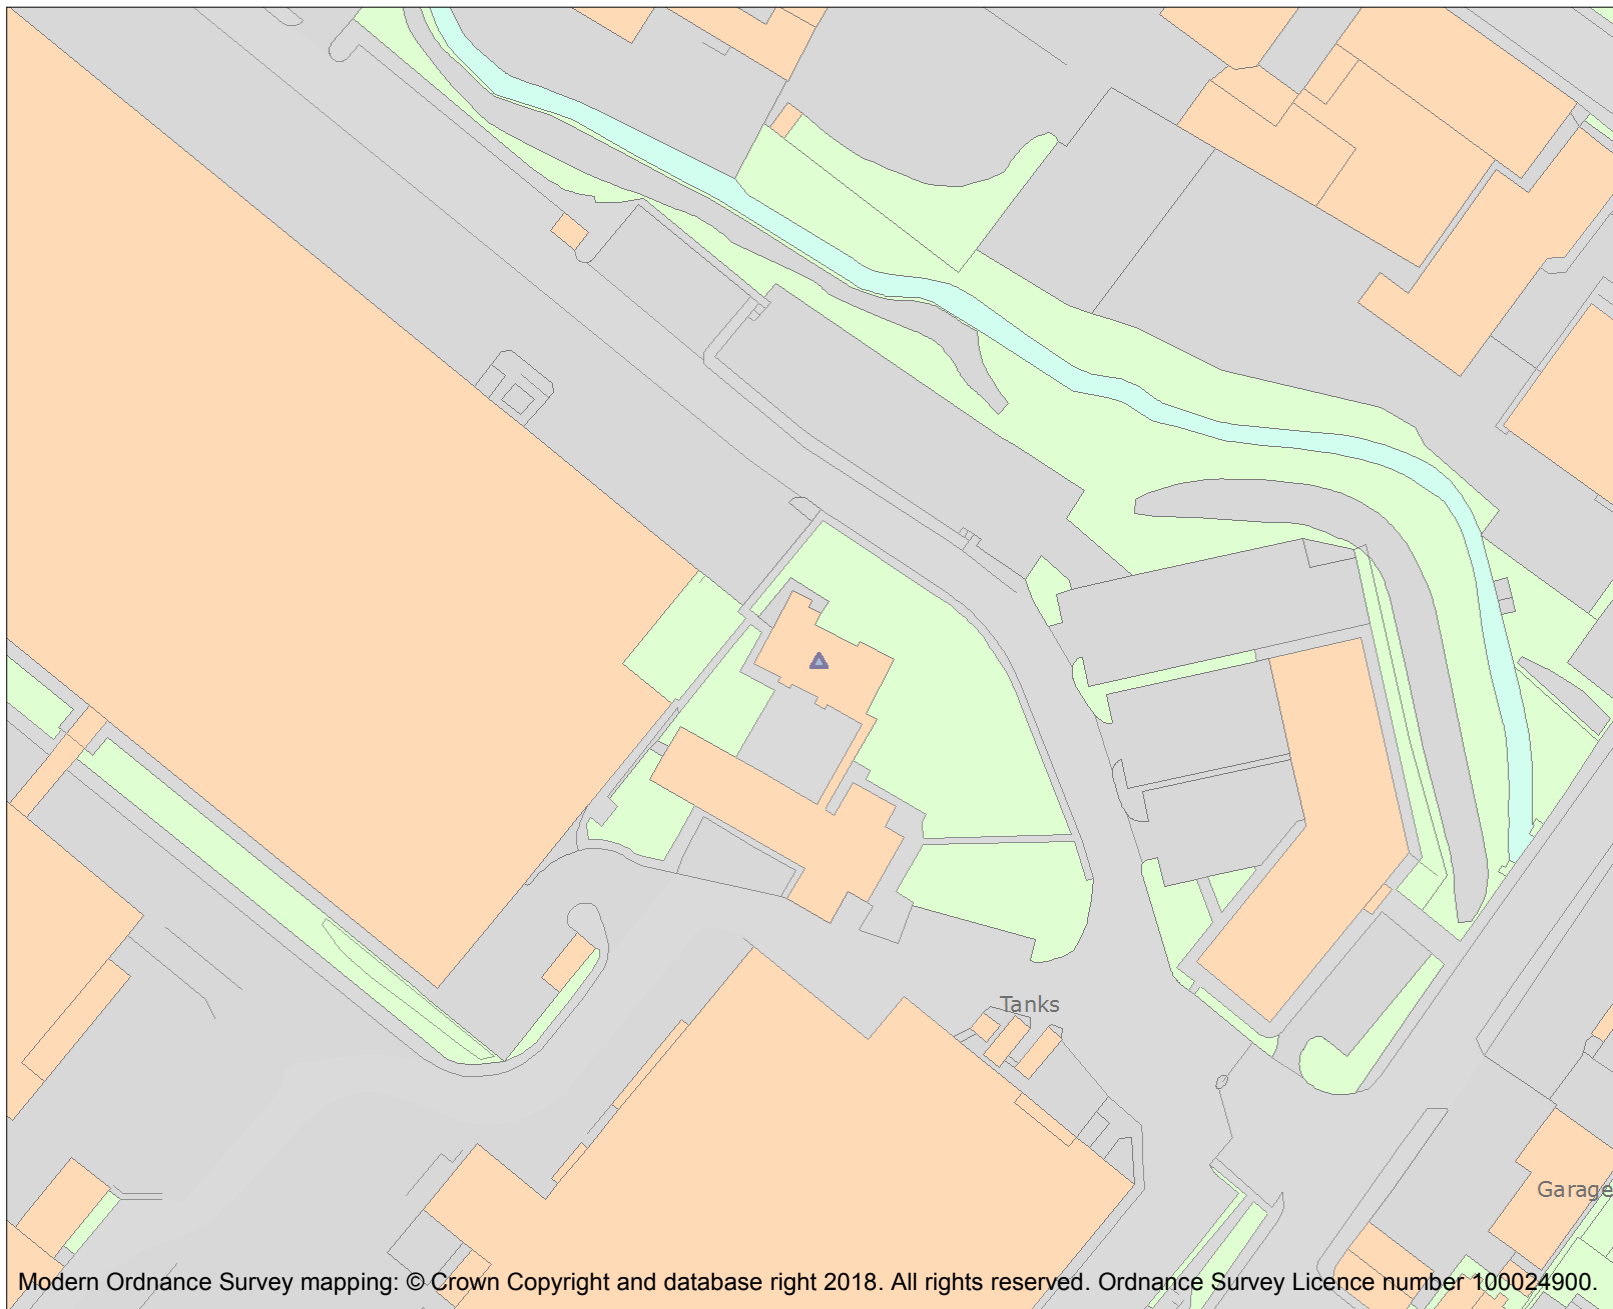 Tanks
Garage
Modern Ordnance Survey mapping: © Crown Copyright and database right 2018. All rights reserved. Ordnance Survey Licence number 100024900.